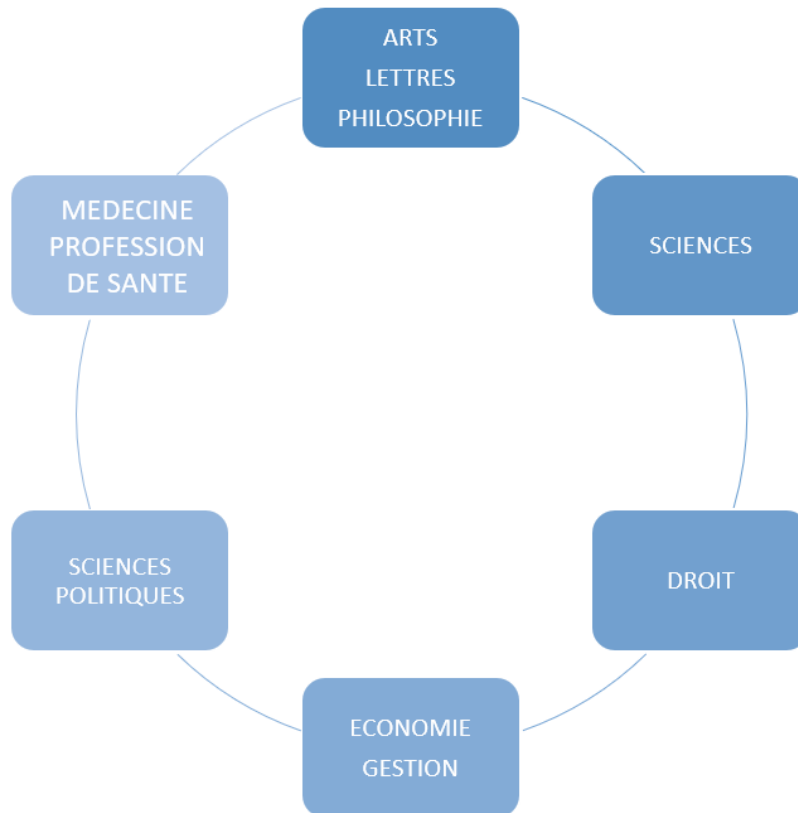 ARTS
LETTRES
PHILOSOPHIE
SCIENCES
DROIT
ECONOMIE
GESTION
SCIENCES
POLITIQUES
MEDECINE
PROFESSION
DE SANTE